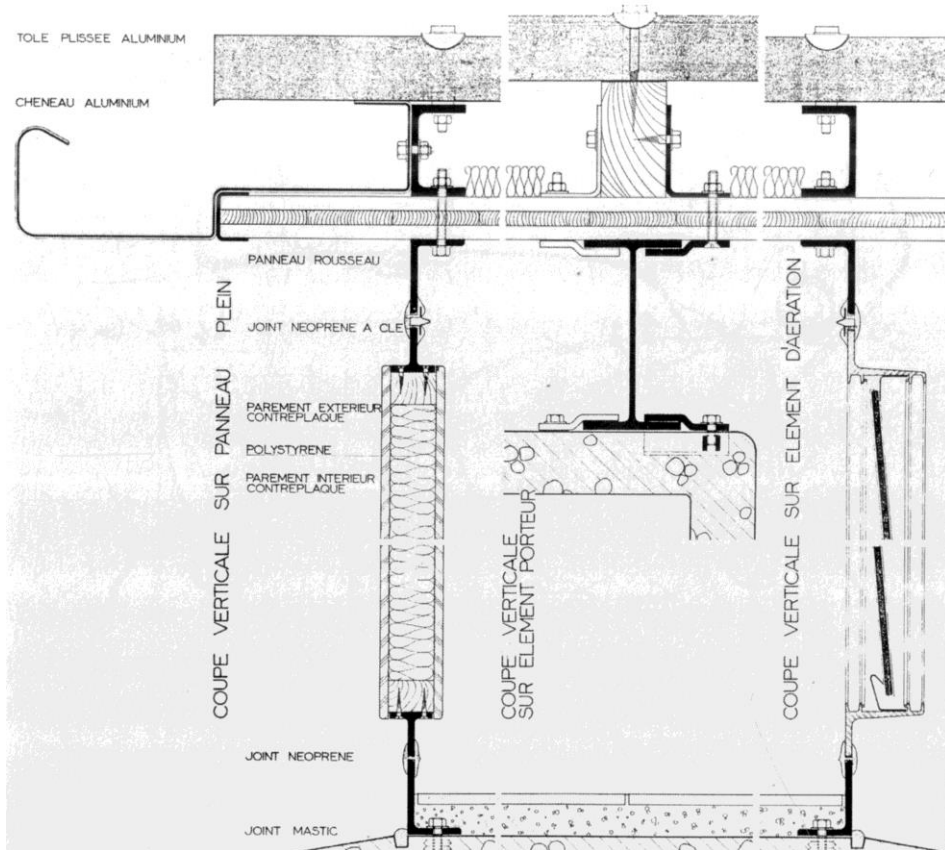 TOLE PLISSEE ALUMINIUM
CHENEAU ALUMINIUM
PANNEAU ROUSSEAU
JOINT NEOPRENE A CLE
PAREMENT EXTERIEUR
CONTREPLAQUE
POLYSTYRENE
PAREMENT INTERIEUR
CONTREPLAQUE
JOINT NEOPRENE
JOINT MASTIC
COUPE VERTICALE SUR PANNEAU PLEIN
COUPE VERTICALE
SUR ELEMENT PORTEUR
COUPE VERTICALE SUR ELEMENT D'AERATION